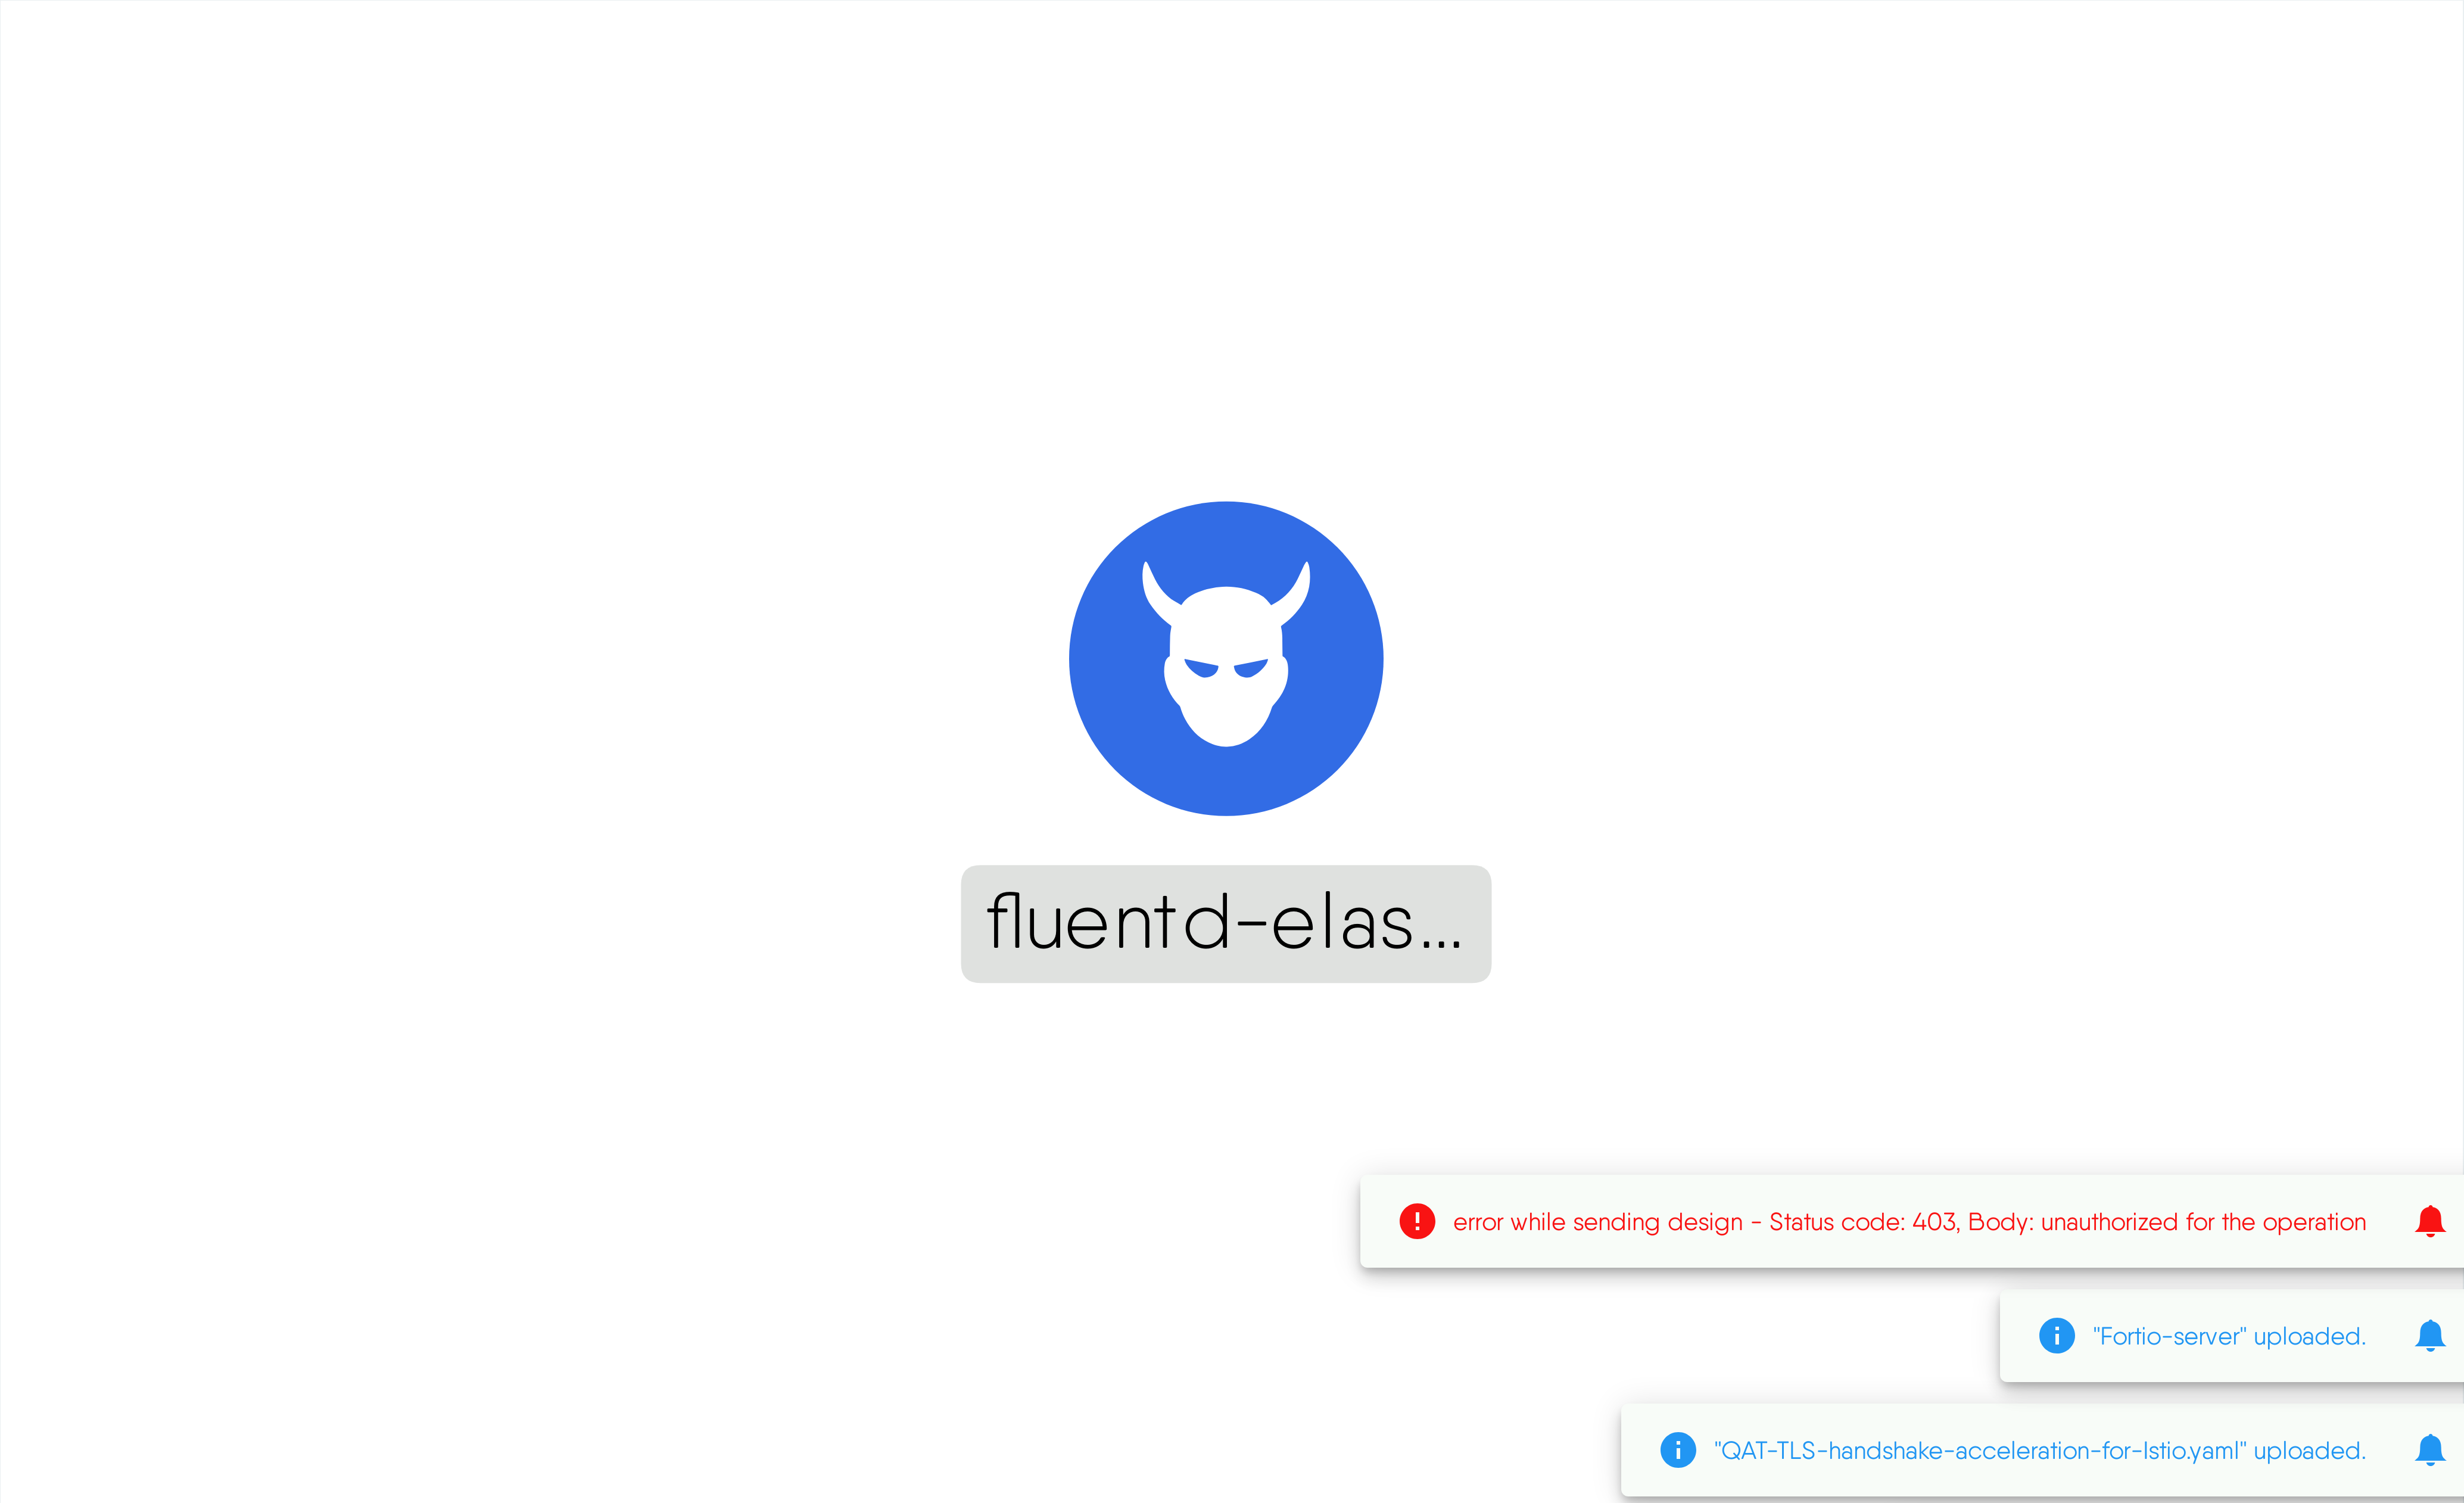 fluentd-elas...
error while sending design - Status code: 403, Body: unauthorized for the operation
"Fortio-server" uploaded.
"QAT-TLS-handshake-acceleration-for-Istio.yaml" uploaded.